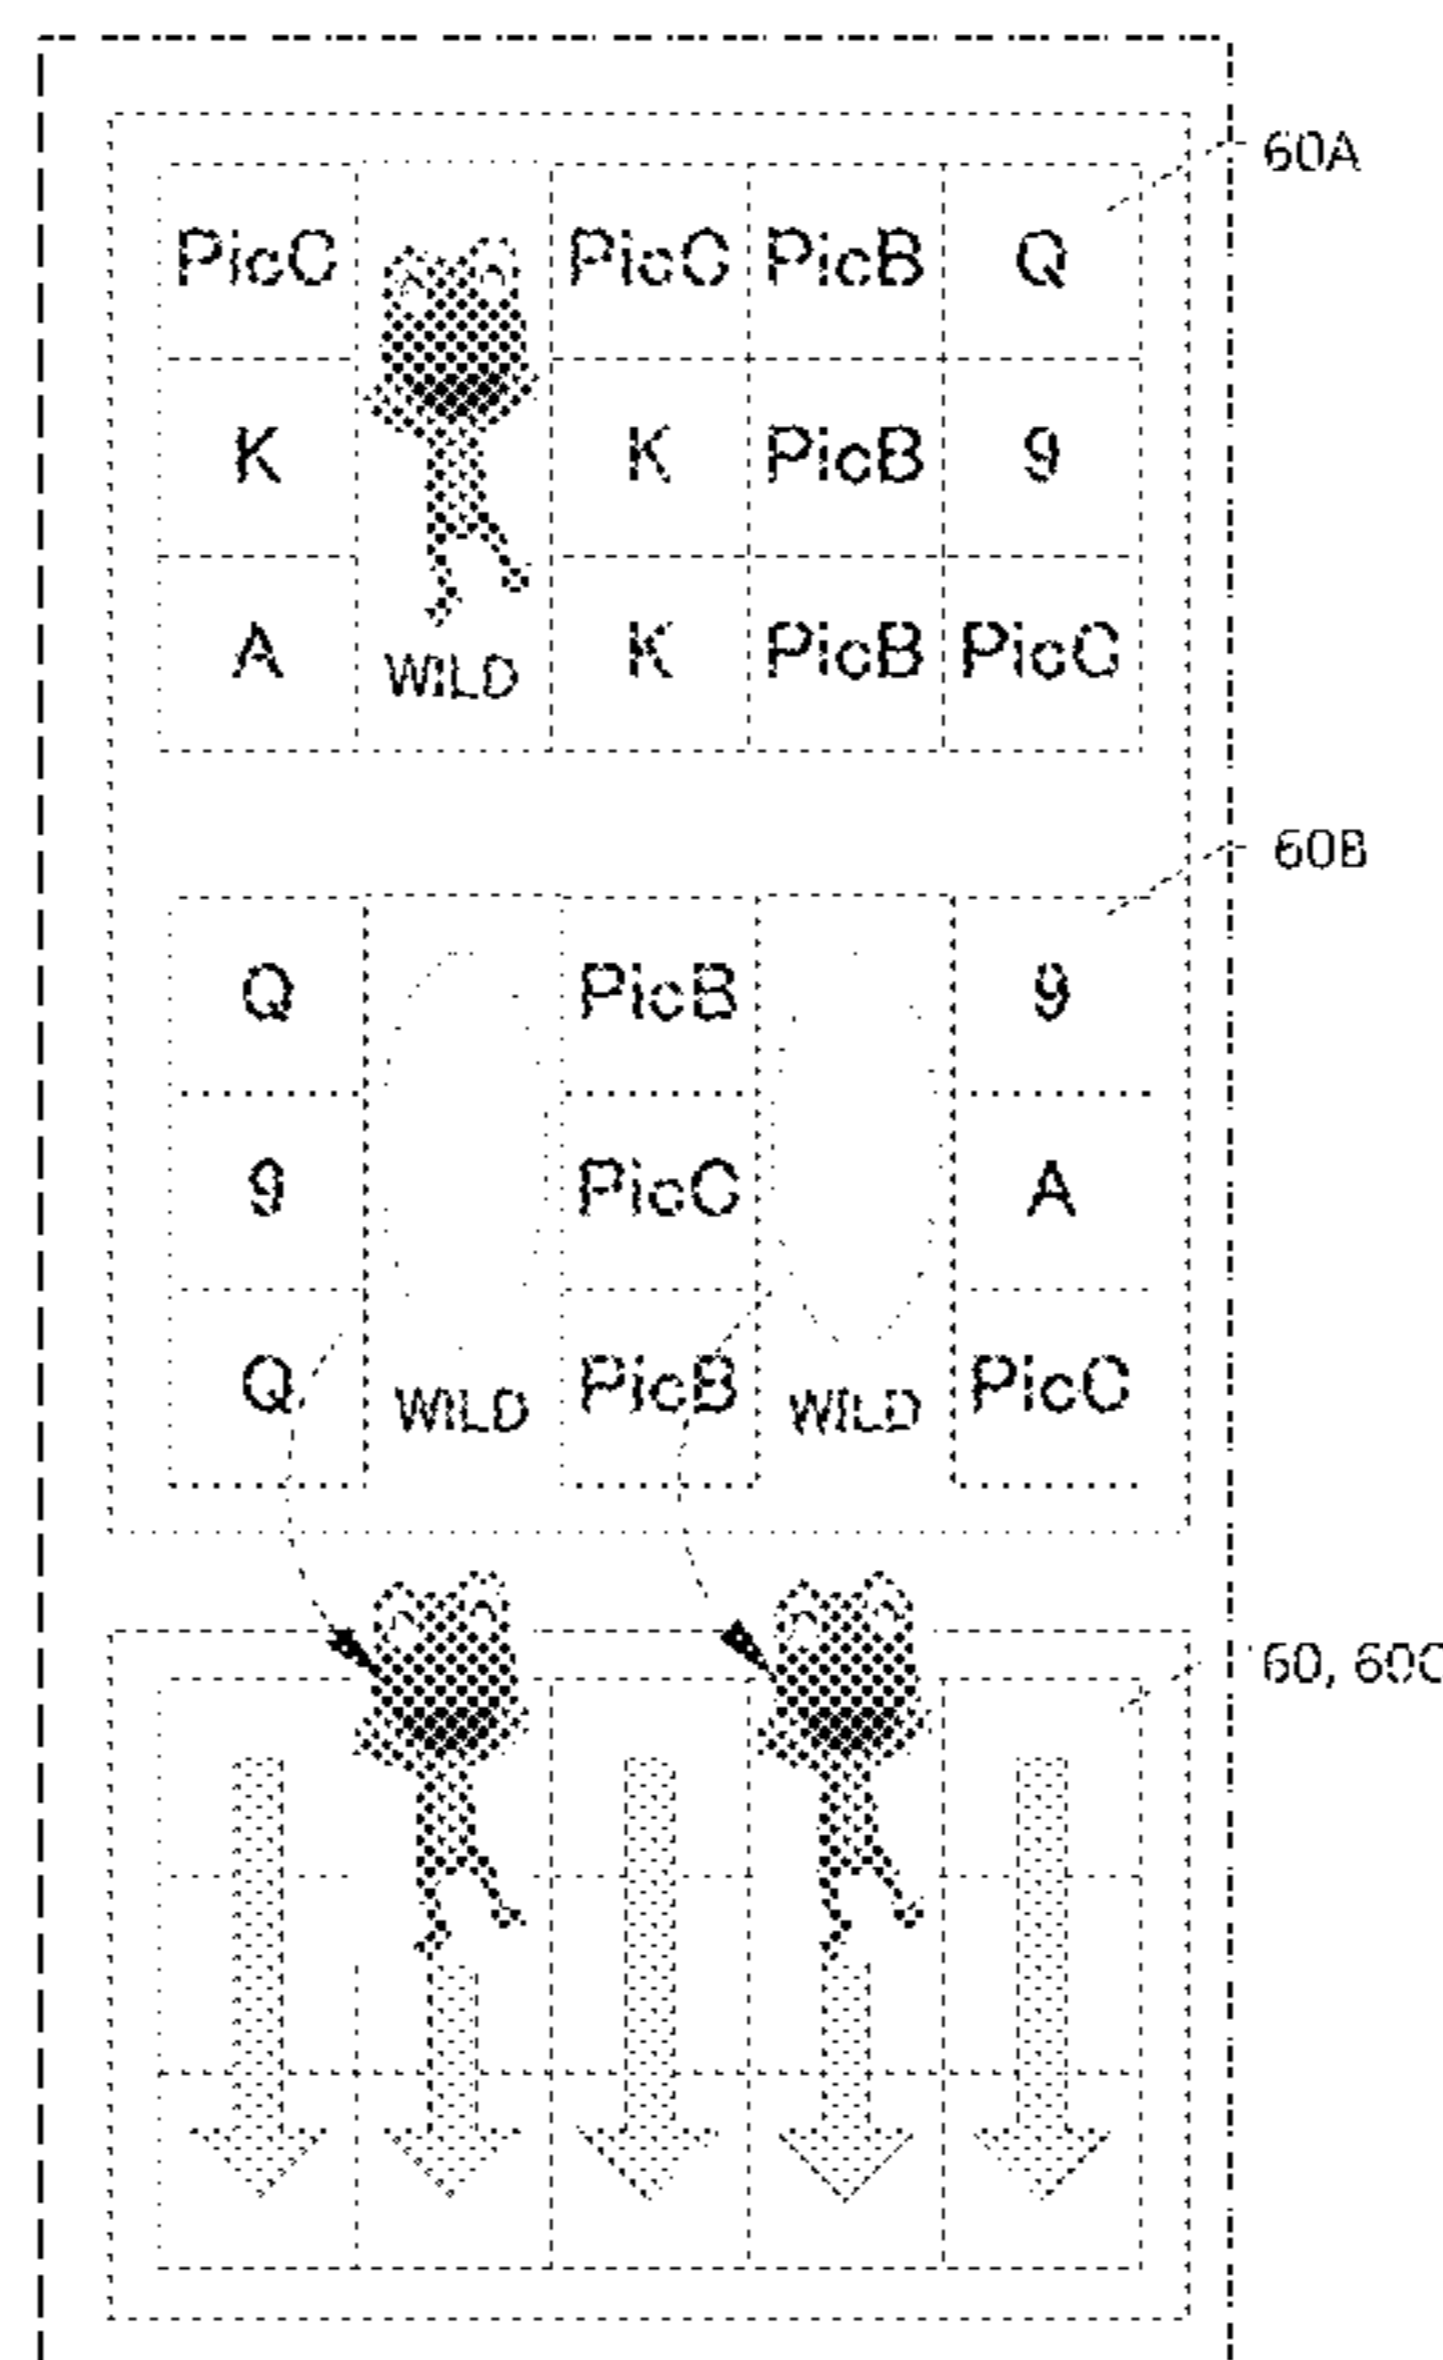 60A
PicC PicC PicB Q
K K PicB 9
A WILD K PicB PicC
60B
Q PicB 9
9 PicC A
Q WILD PicB WILD PicC
60, 60C